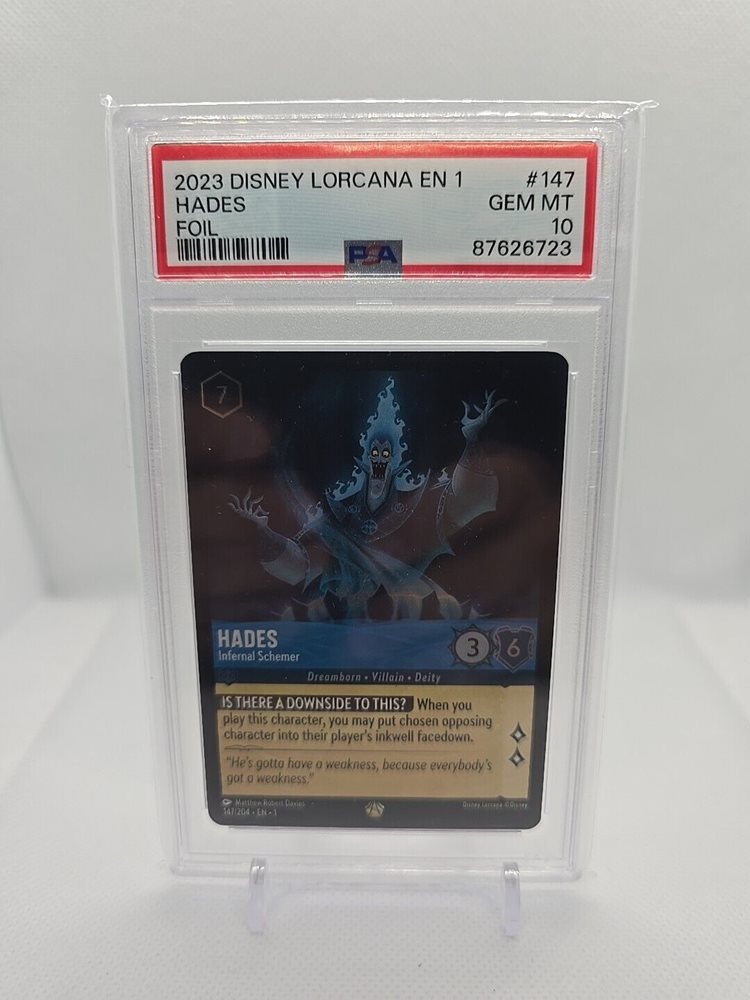 2023 DISNEY LORCANA EN 1 #147
HADES GEM MT
FOIL 10
PSA 87626723
7
HADES
Infernal Schemer
3 6
Dreamborn • Villain • Deity
IS THERE A DOWNSIDE TO THIS? When you
play this character, you may put chosen opposing
character into their player's inkwell facedown.
"He's gotta have a weakness, because everybody's
got a weakness."
Matthew Robert Davies Disney Lorcana ©Disney
147/204 • EN • 1